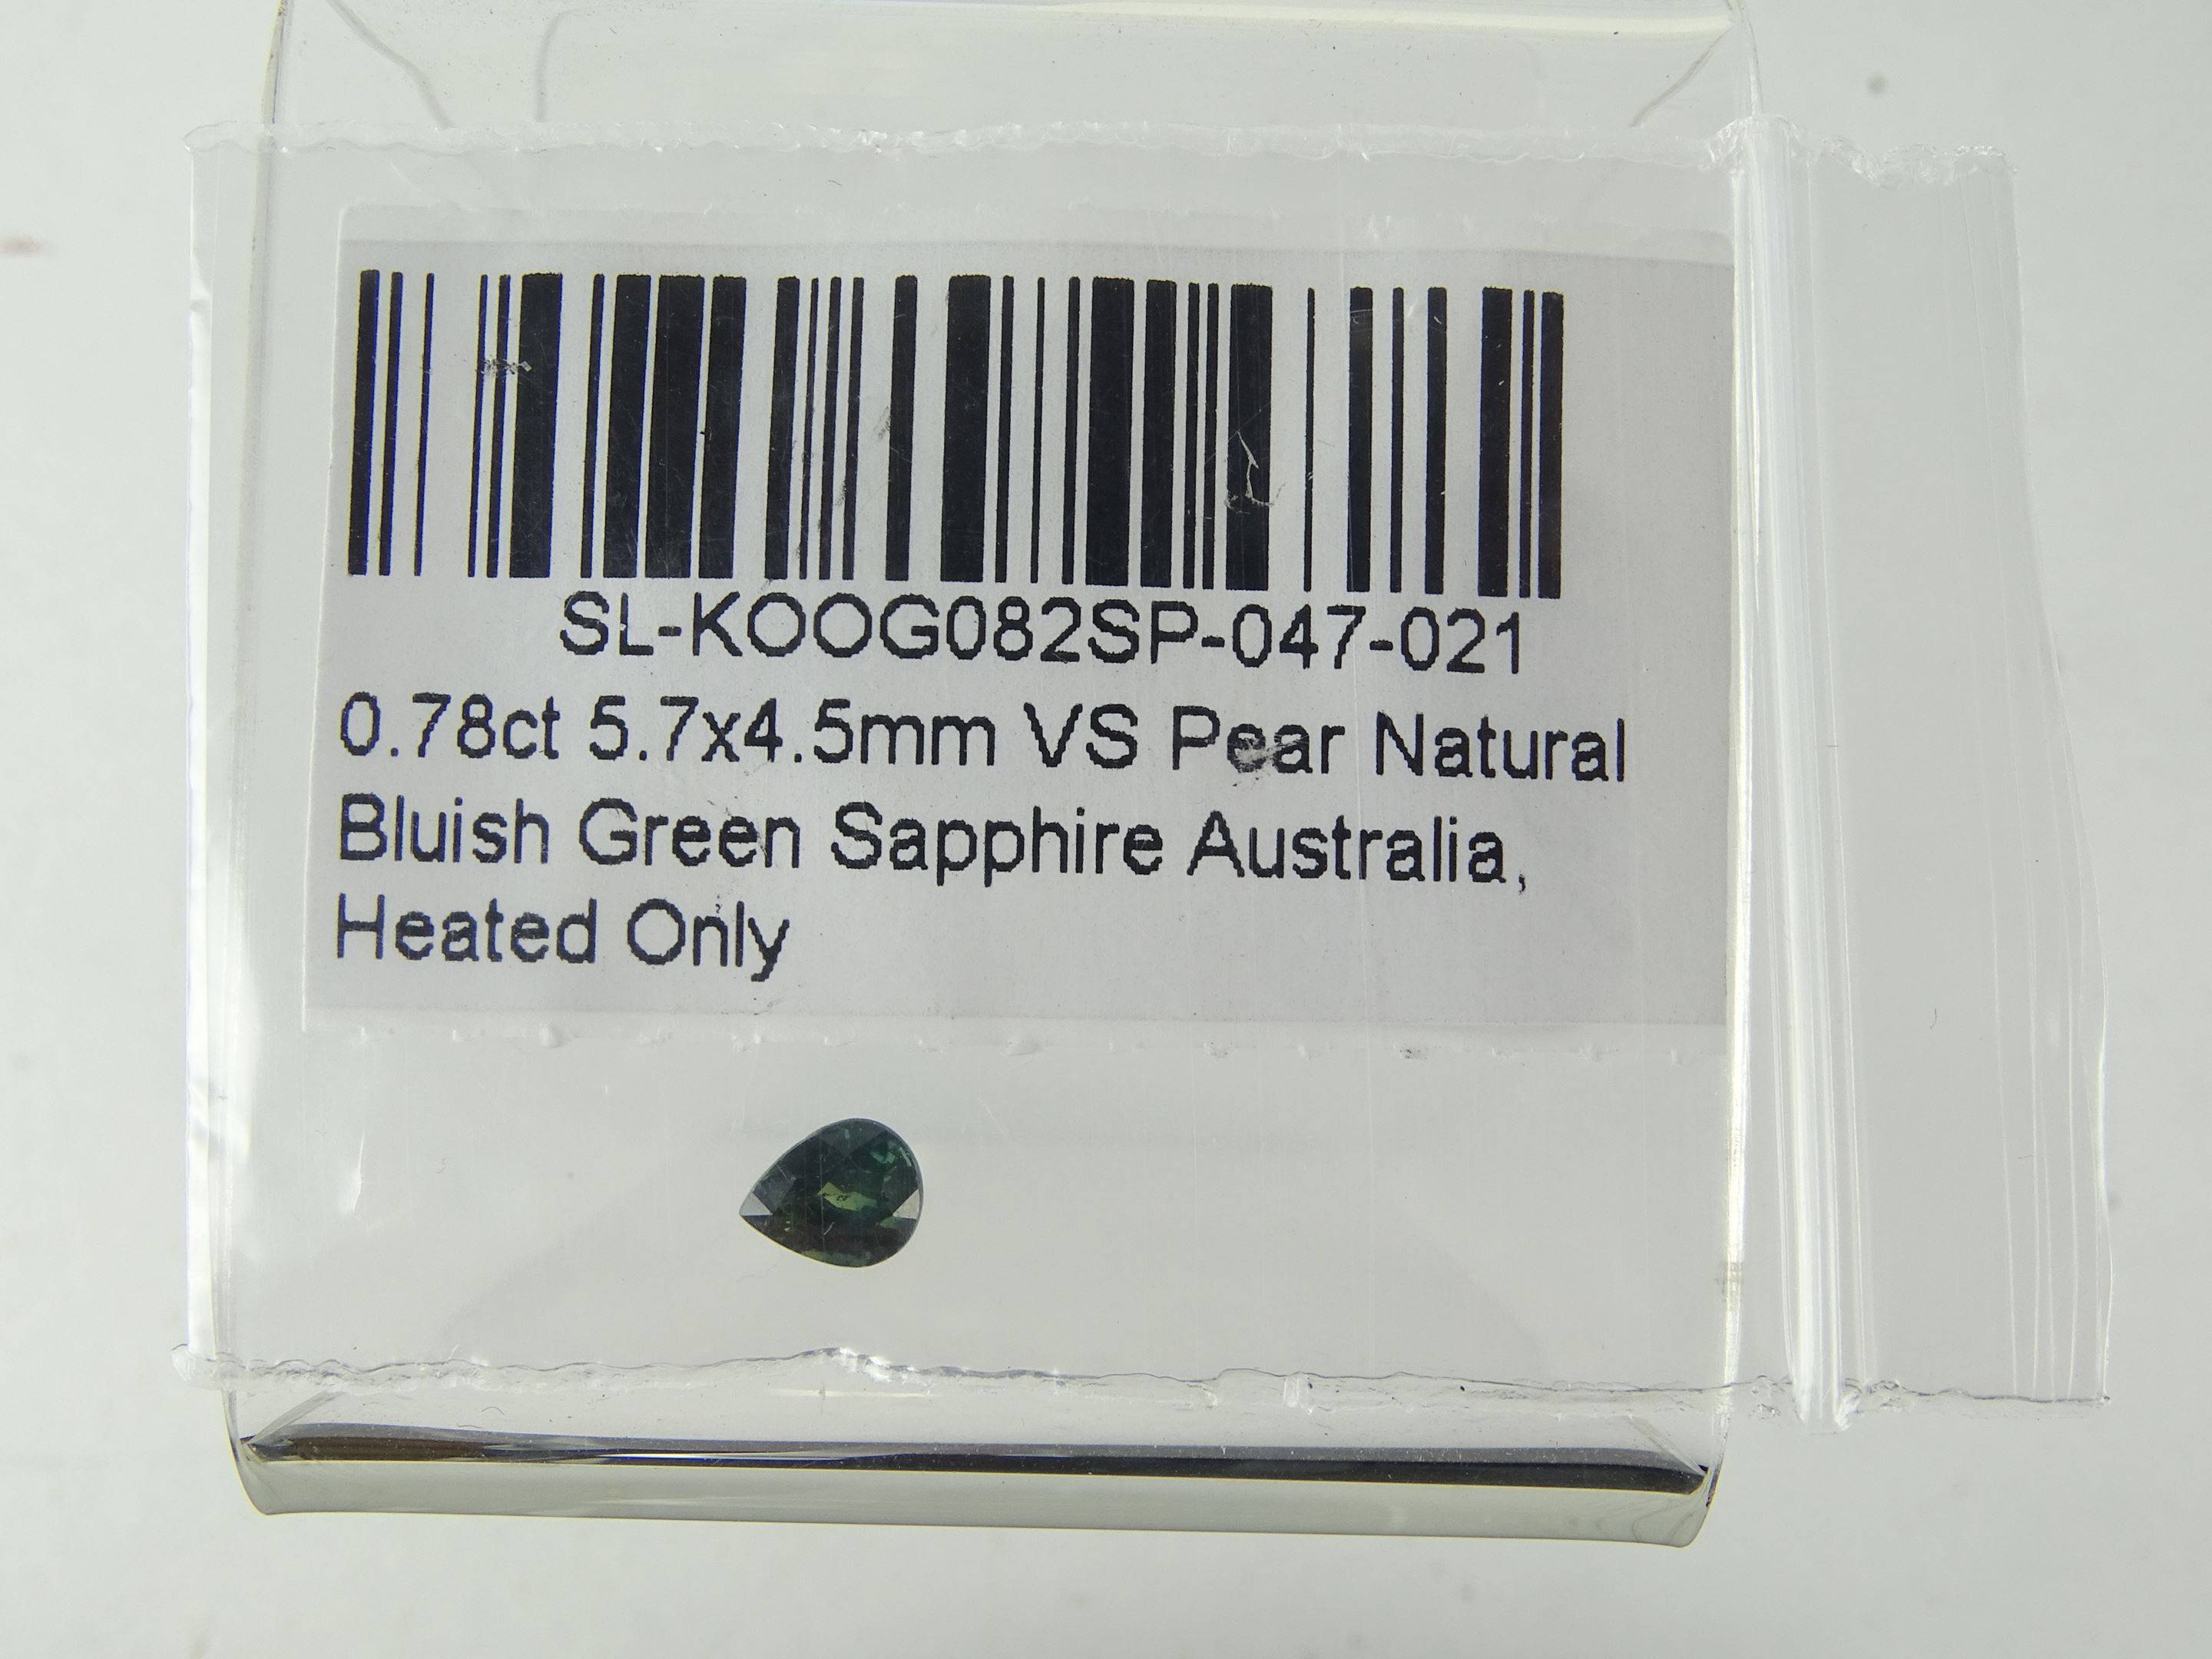 SL-KOOG082SP-047-021
0.78ct 5.7x4.5mm VS Pear Natural
Bluish Green Sapphire Australia,
Heated Only